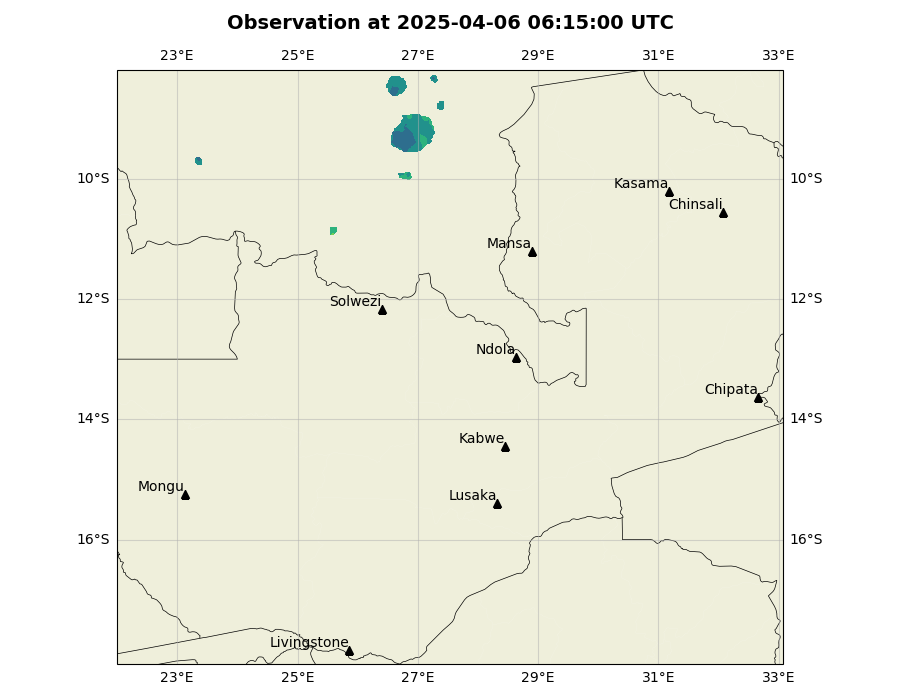 Observation at 2025-04-06 06:15:00 UTC
23°E 25°E 27°E 29°E 31°E 33°E
10°S 10°S
Kasama
Chinsali
Mansa
12°S 12°S
Solwezi
Ndola
Chipata
14°S 14°S
Kabwe
Mongu
Lusaka
16°S 16°S
Livingstone
23°E 25°E 27°E 29°E 31°E 33°E